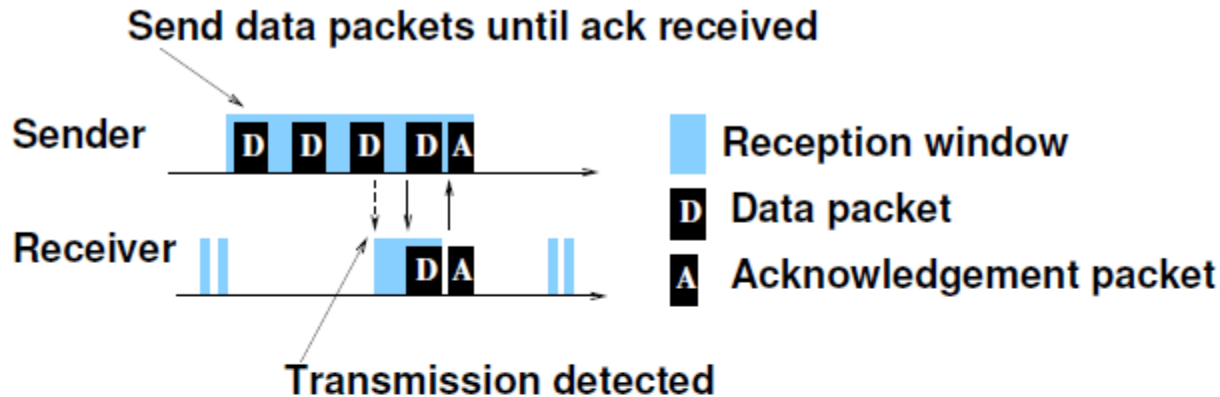 Send data packets until ack received
Sender
D D D D A
Reception window
D Data packet
Receiver
D A
A Acknowledgement packet
Transmission detected